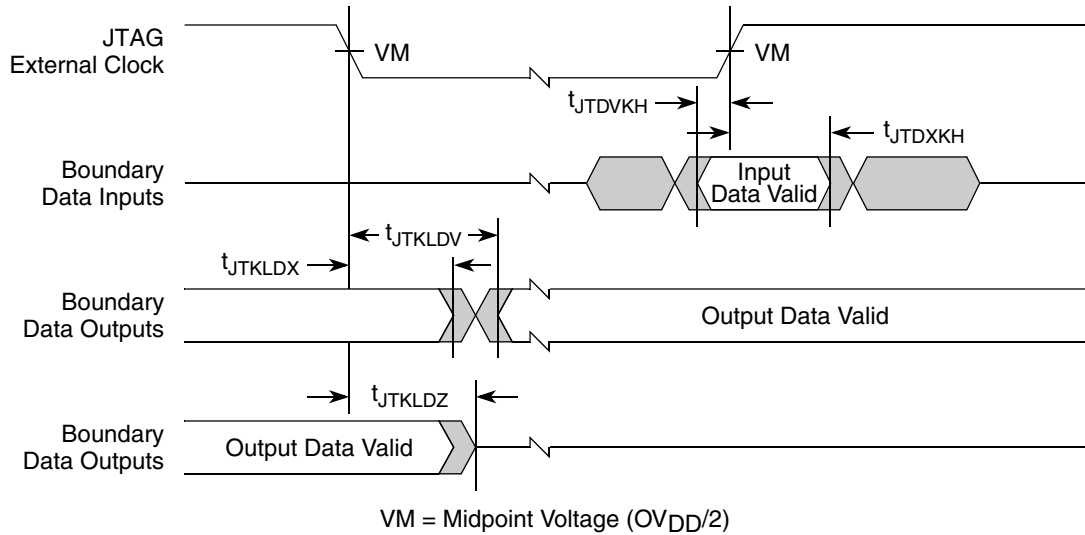 JTAG
External Clock
VM
VM
tJTDVKH
tJTDXKH
Boundary
Data Inputs
Input
Data Valid
tJTKLDV
tJTKLDX
Boundary
Data Outputs
Output Data Valid
tJTKLDZ
Boundary
Data Outputs
Output Data Valid
VM = Midpoint Voltage (OVDD/2)